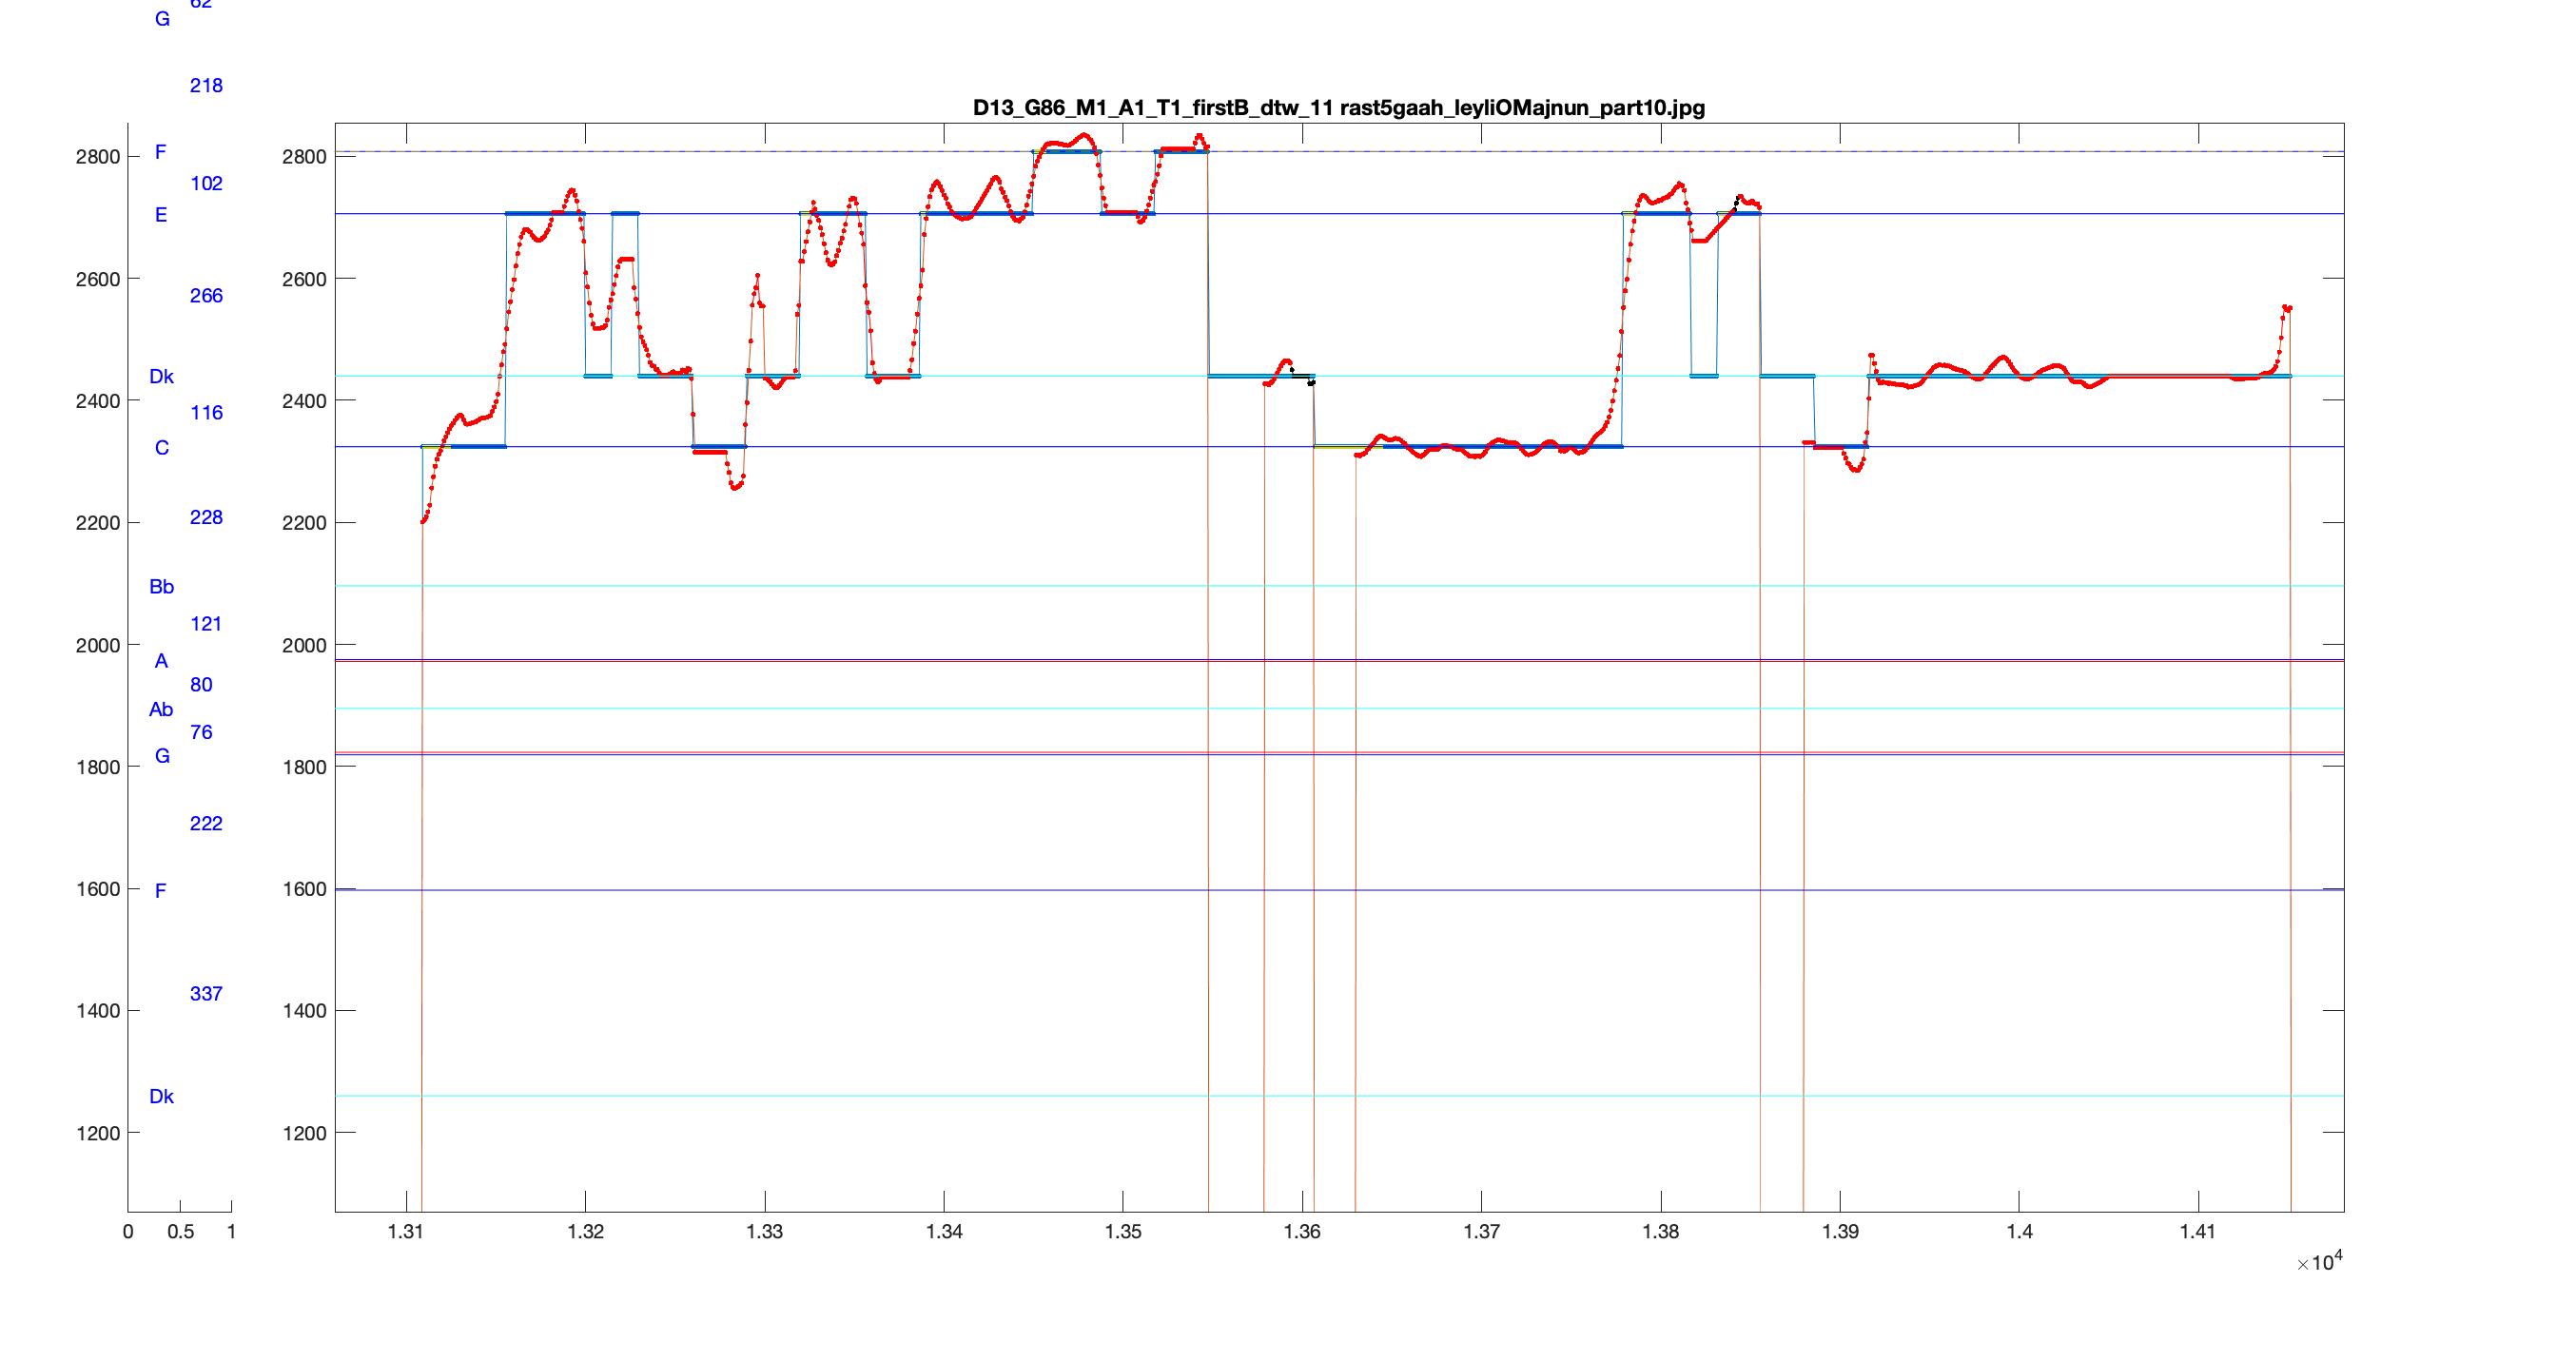 62
G
218
D13_G86_M1_A1_T1_firstB_dtw_11 rast5gaah_leyliOMajnun_part10.jpg
2800 F 2800
102
E
2600 266 2600
Dk
2400 116 2400
C
2200 228 2200
Bb
121
2000 A 2000
80
Ab
76
G
1800 1800
222
1600 F 1600
337
1400 1400
Dk
1200 1200
0 0.5 1 1.31 1.32 1.33 1.34 1.35 1.36 1.37 1.38 1.39 1.4 1.41
×10^4